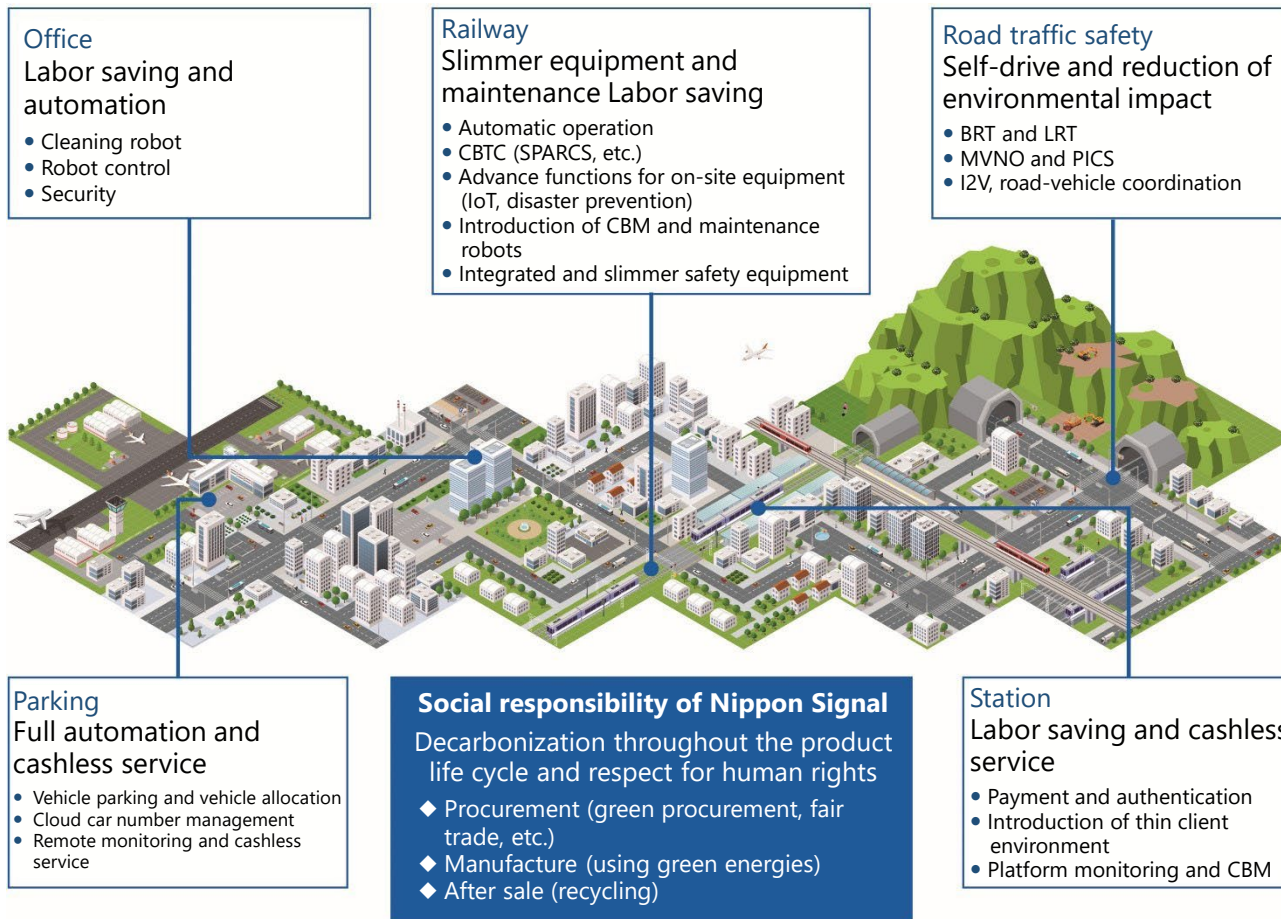 Office
Labor saving and
automation
• Cleaning robot
• Robot control
• Security
Railway
Slimmer equipment and
maintenance Labor saving
• Automatic operation
• CBTC (SPARCS, etc.)
• Advance functions for on-site equipment
(IoT, disaster prevention)
• Introduction of CBM and maintenance
robots
• Integrated and slimmer safety equipment
Road traffic safety
Self-drive and reduction of
environmental impact
• BRT and LRT
• MVNO and PICS
• I2V, road-vehicle coordination
Parking
Full automation and
cashless service
• Vehicle parking and vehicle allocation
• Cloud car number management
• Remote monitoring and cashless
service
Social responsibility of Nippon Signal
Decarbonization throughout the product
life cycle and respect for human rights
◆ Procurement (green procurement, fair
trade, etc.)
◆ Manufacture (using green energies)
◆ After sale (recycling)
Station
Labor saving and cashless
service
• Payment and authentication
• Introduction of thin client
environment
• Platform monitoring and CBM